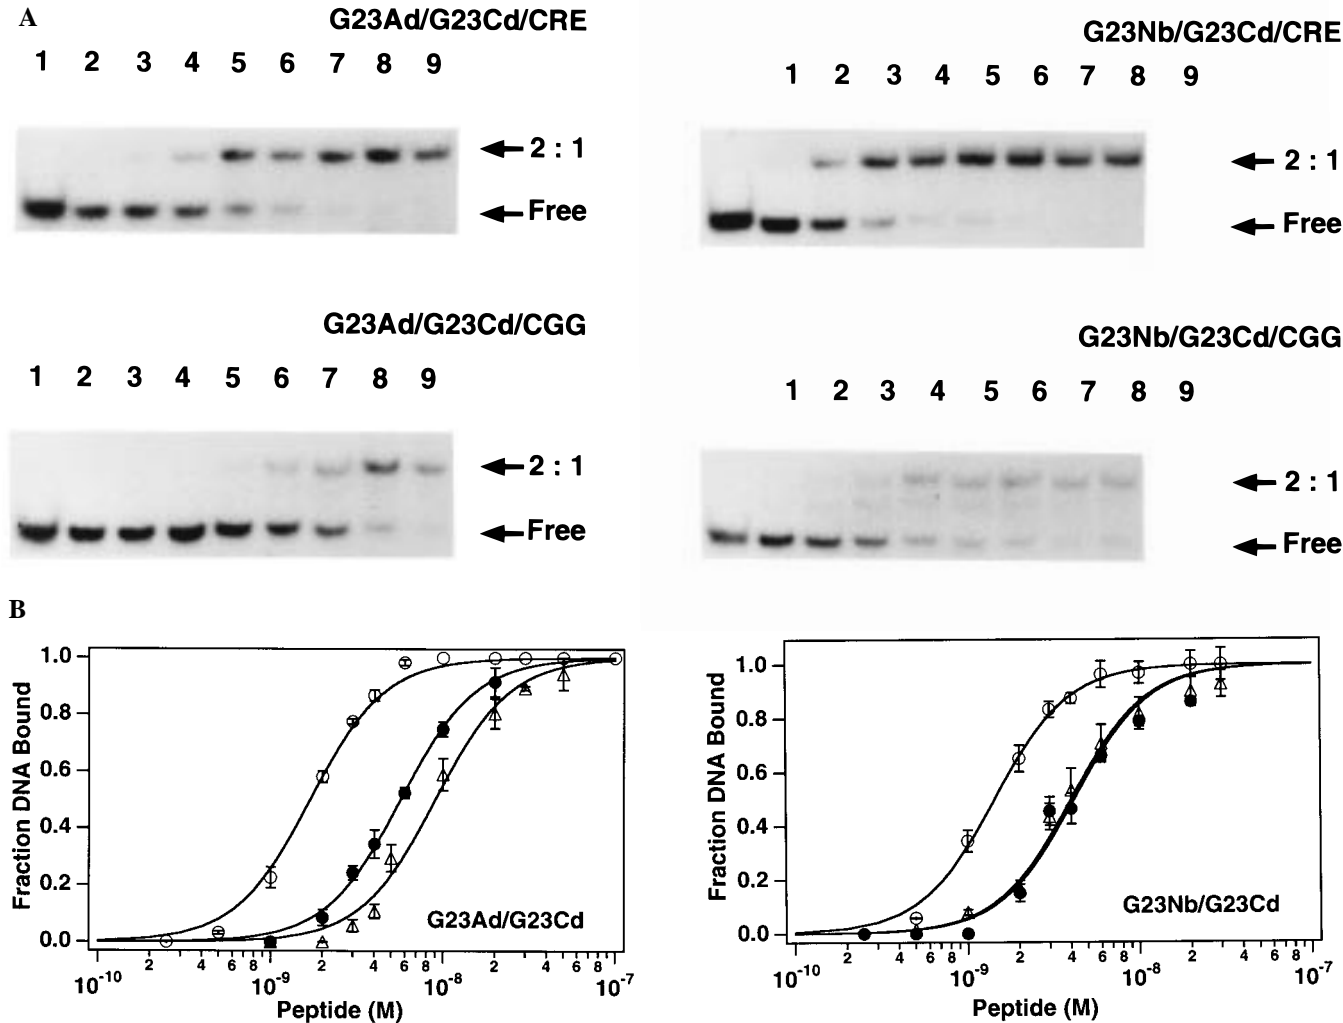 A
G23Ad/G23Cd/CRE
1 2 3 4 5 6 7 8 9
2 : 1
Free
G23Nb/G23Cd/CRE
1 2 3 4 5 6 7 8 9
2 : 1
Free
G23Ad/G23Cd/CGG
1 2 3 4 5 6 7 8 9
2 : 1
Free
G23Nb/G23Cd/CGG
1 2 3 4 5 6 7 8 9
2 : 1
Free
B
Fraction DNA Bound
1.0
0.8
0.6
0.4
0.2
0.0
G23Ad/G23Cd
10-10 2 4 6 8 10-9 2 4 6 8 10-8 2 4 6 8 10-7
Peptide (M)
Fraction DNA Bound
1.0
0.8
0.6
0.4
0.2
0.0
G23Nb/G23Cd
10-10 2 4 6 8 10-9 2 4 6 8 10-8 2 4 6 8 10-7
Peptide (M)